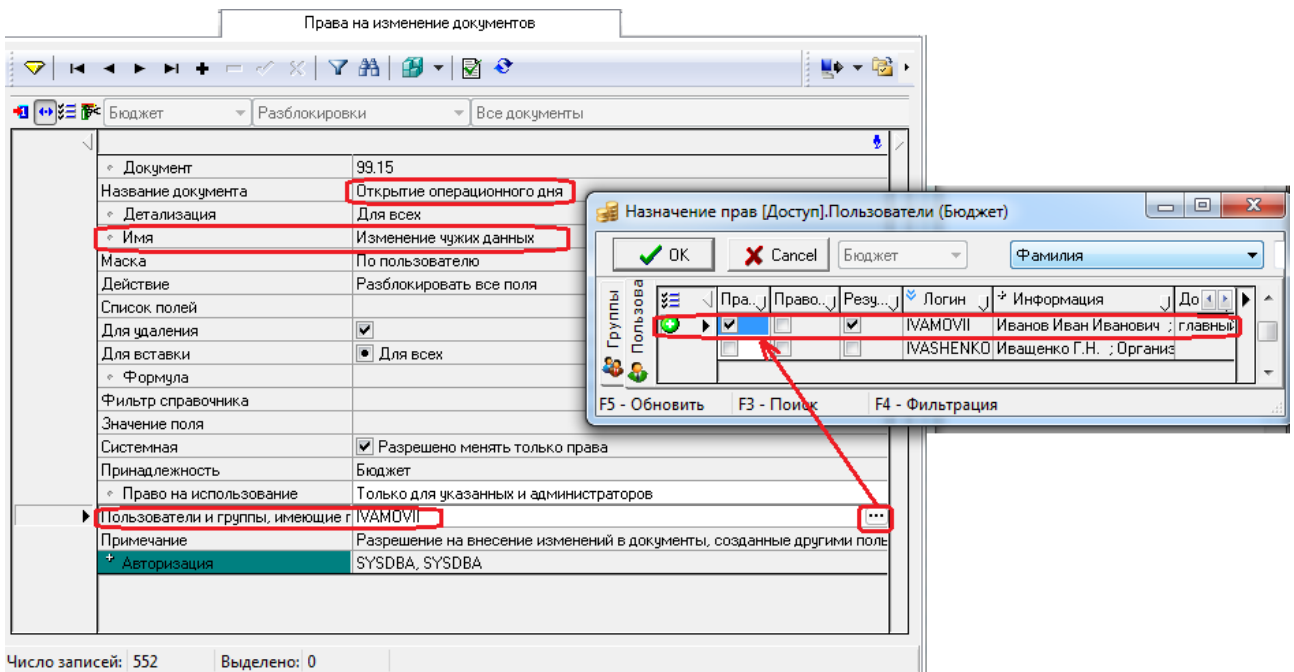 Права на изменение документов
Бюджет Разблокировки Все документы
Документ 99.15
Название документа Открытие операционного дня
Детализация Для всех
Имя Изменение чужих данных
Маска По пользователю
Действие Разблокировать все поля
Список полей
Для удаления
Для вставки Для всех
Формула
Фильтр справочника
Значение поля
Системная Разрешено менять только права
Принадлежность Бюджет
Право на использование Только для указанных и администраторов
Пользователи и группы, имеющие г IVAMOVII ...
Примечание Разрешение на внесение изменений в документы, созданные другими поль
Авторизация SYSDBA, SYSDBA
Число записей: 552 Выделено: 0
Назначение прав [Доступ].Пользователи (Бюджет)
OK Cancel Бюджет Фамилия
Группы
Пользова
Пра... Право... Резу... Логин Информация До
IVAMOVII Иванов Иван Иванович ; главный
IVASHENKO Иващенко Г.Н. ; Организ
F5 - Обновить F3 - Поиск F4 - Фильтрация